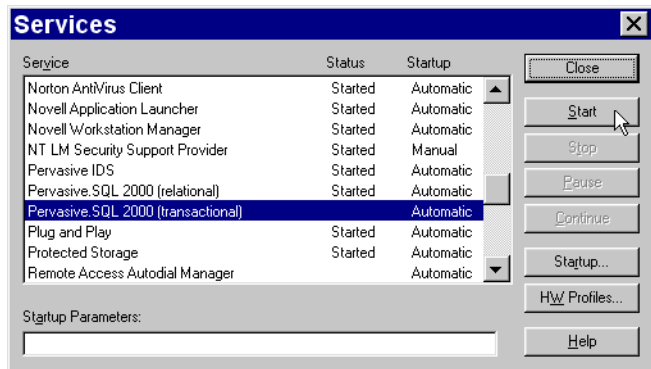 Services
Service Status Startup
Norton AntiVirus Client Started Automatic
Novell Application Launcher Started Automatic
Novell Workstation Manager Started Automatic
NT LM Security Support Provider Started Manual
Pervasive IDS Started Automatic
Pervasive.SQL 2000 (relational) Started Automatic
Pervasive.SQL 2000 (transactional) Automatic
Plug and Play Started Automatic
Protected Storage Started Automatic
Remote Access Autodial Manager Automatic
Startup Parameters:
Close
Start
Stop
Pause
Continue
Startup...
HW Profiles...
Help